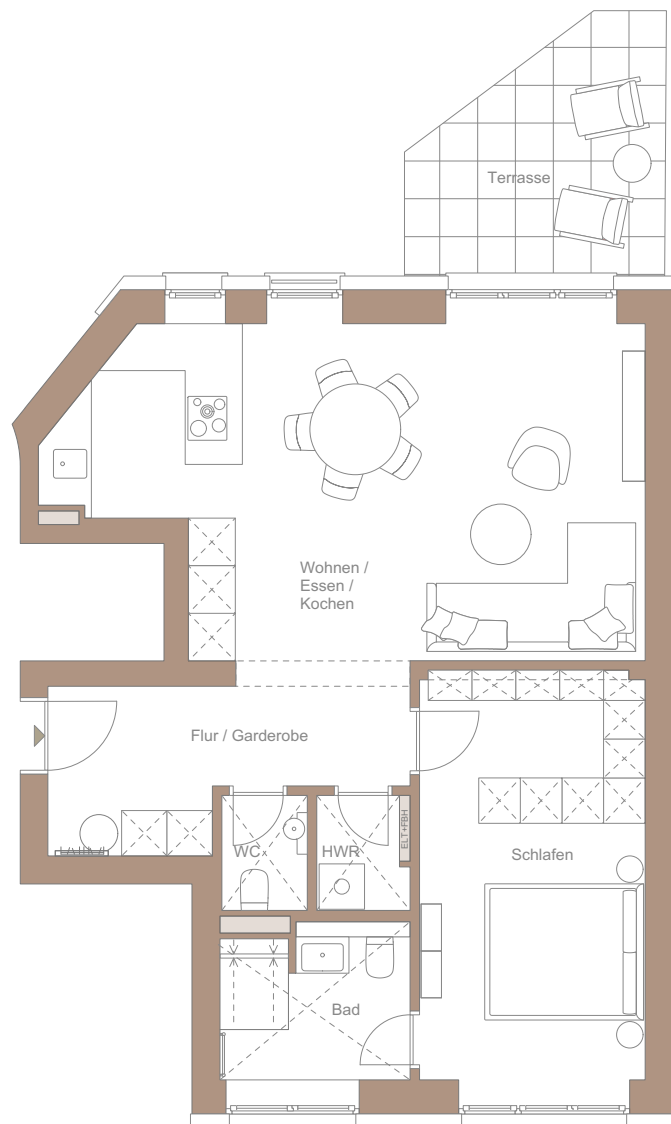 Terrasse
Wohnen /
Essen /
Kochen
Flur / Garderobe
WC
HWR
ELT+FBH
Schlafen
Bad